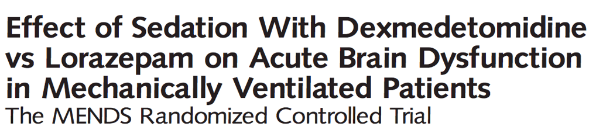 Effect of Sedation With Dexmedetomidine
vs Lorazepam on Acute Brain Dysfunction
in Mechanically Ventilated Patients
The MENDS Randomized Controlled Trial